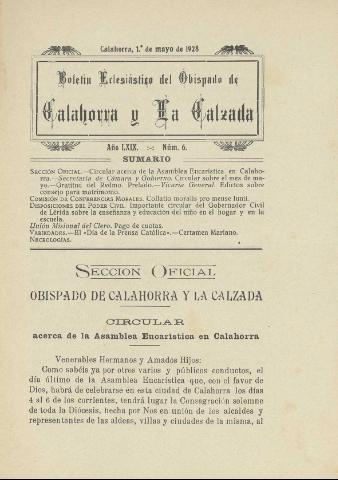 Calahorra, 1.º de mayo de 1928
Boletín Eclesiástico del Obispado de
Calahorra y La Calzada
Año LXIX. Núm. 6.
SUMARIO
SECCION OFICIAL.—Circular acerca de la Asamblea Eucarística en Calaho-
rra.—Secretaría de Cámara y Gobierno. Circular sobre el mes de ma-
yo.—Gratitud del Rvdmo. Prelado.—Vicaría General. Edictos sobre
consejo para matrimonio.
COMISIÓN DE CONFERENCIAS MORALES. Collatio moralis pro mense Iunii.
DISPOSICIONES DEL PODER CIVIL. Importante circular del Gobernador Civil
de Lérida sobre la enseñanza y educación del niño en el hogar y en la
escuela.
Unión Misional del Clero. Pago de cuotas.
VARIEDADES.—El «Día de la Prensa Católica».—Certamen Mariano.
NECROLOGÍAS.
SECCION OFICIAL
OBISPADO DE CALAHORRA Y LA CALZADA
CIRCULAR
acerca de la Asamblea Eucarística en Calahorra
Venerables Hermanos y Amados Hijos:
Como sabéis ya por otros varios y públicos conductos, el
día último de la Asamblea Eucarística que, con el favor de
Dios, habrá de celebrarse en esta ciudad de Calahorra los días
4 al 6 de los corrientes, tendrá lugar la Consagración solemne
de toda la Diócesis, hecha por Nos en unión de los alcaldes y
representantes de las aldeas, villas y ciudades de la misma, al